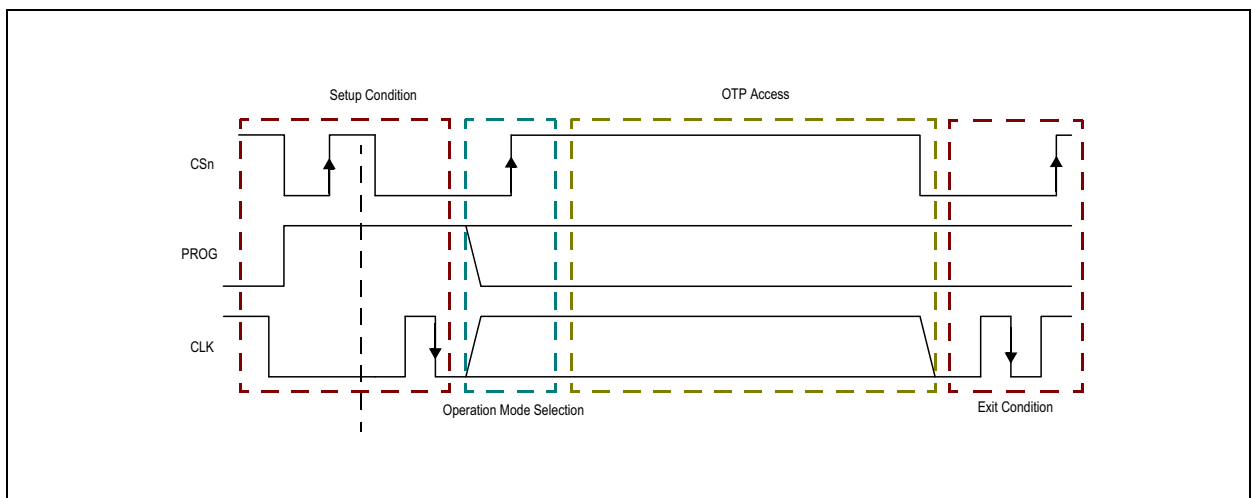 Setup Condition
OTP Access
CSn
PROG
CLK
Operation Mode Selection
Exit Condition